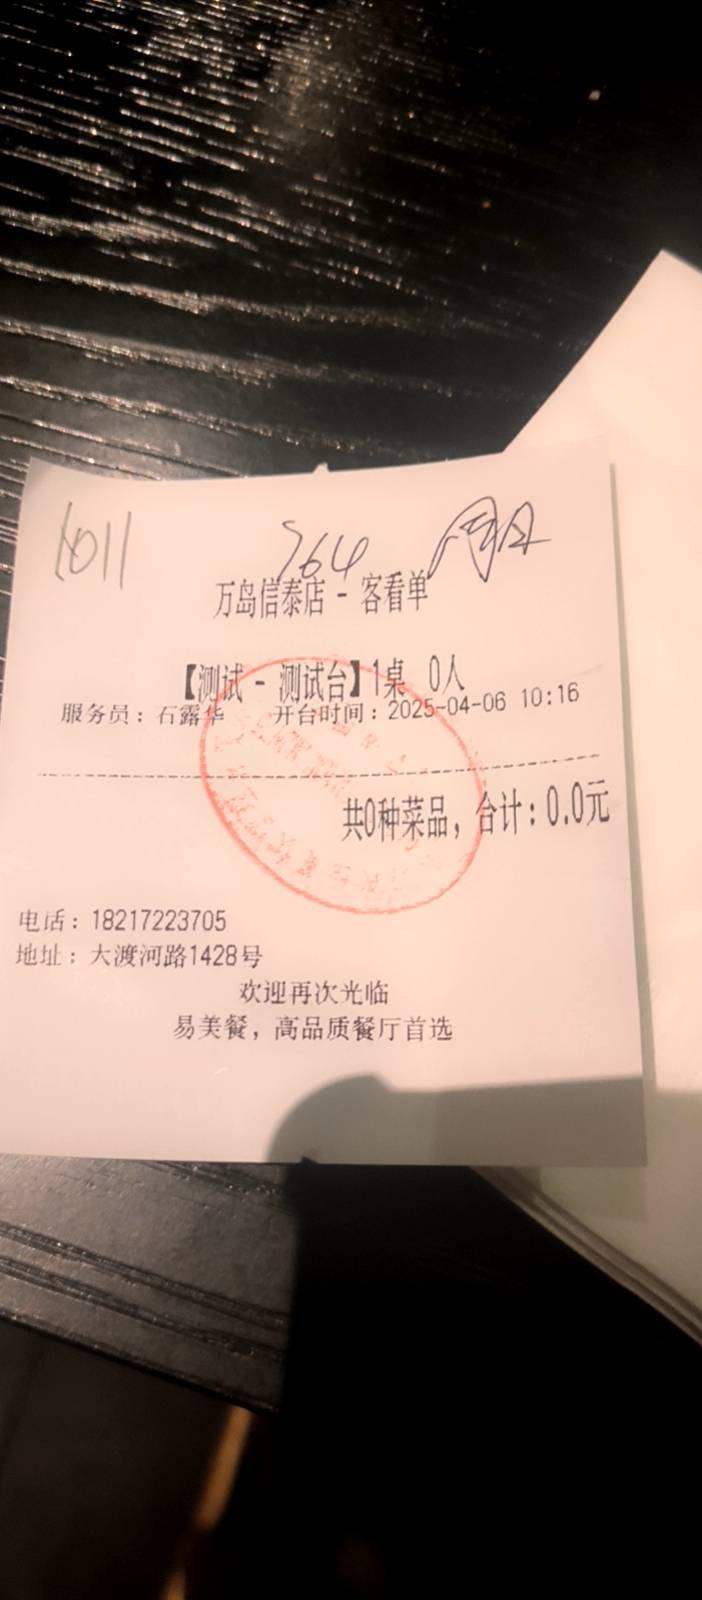 1011 764
万岛信泰店 - 客看单
【测试 - 测试台】1桌 0人
服务员：石露华 开台时间：2025-04-06 10:16
共0种菜品，合计：0.0元
电话：18217223705
地址：大渡河路1428号
欢迎再次光临
易美餐，高品质餐厅首选